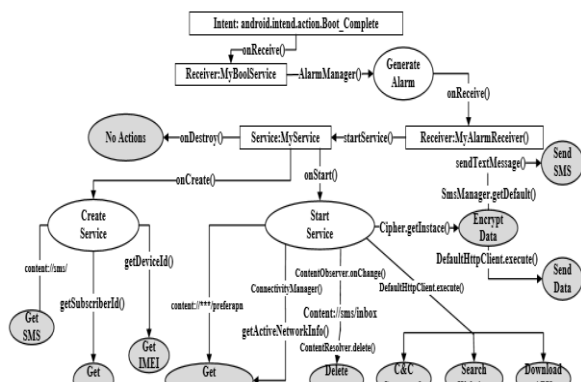 Intent: android.intend.action.Boot_Complete
onReceive()
Receiver:MyBoolService
AlarmManager()
Generate
Alarm
onReceive()
No Actions
onDestroy()
Service:MyService
startService()
Receiver:MyAlarmReceiver()
sendTextMessage()
Send
SMS
onCreate()
onStart()
SmsManager.getDefault()
Create
Service
Start
Service
Cipher.getInstace()
Encrypt
Data
content://sms/
getDeviceId()
DefaultHttpClient.execute()
Send
Data
ContentObserver.onChange()
ConnectivityManager()
DefaultHttpClient.execute()
getSubscriberId()
content://***/preferapn
Content://sms/inbox
getActiveNetworkInfo()
Get
SMS
Get
IMEI
ContentResolver.delete()
Get
Get
Delete
C&C
Search
Download